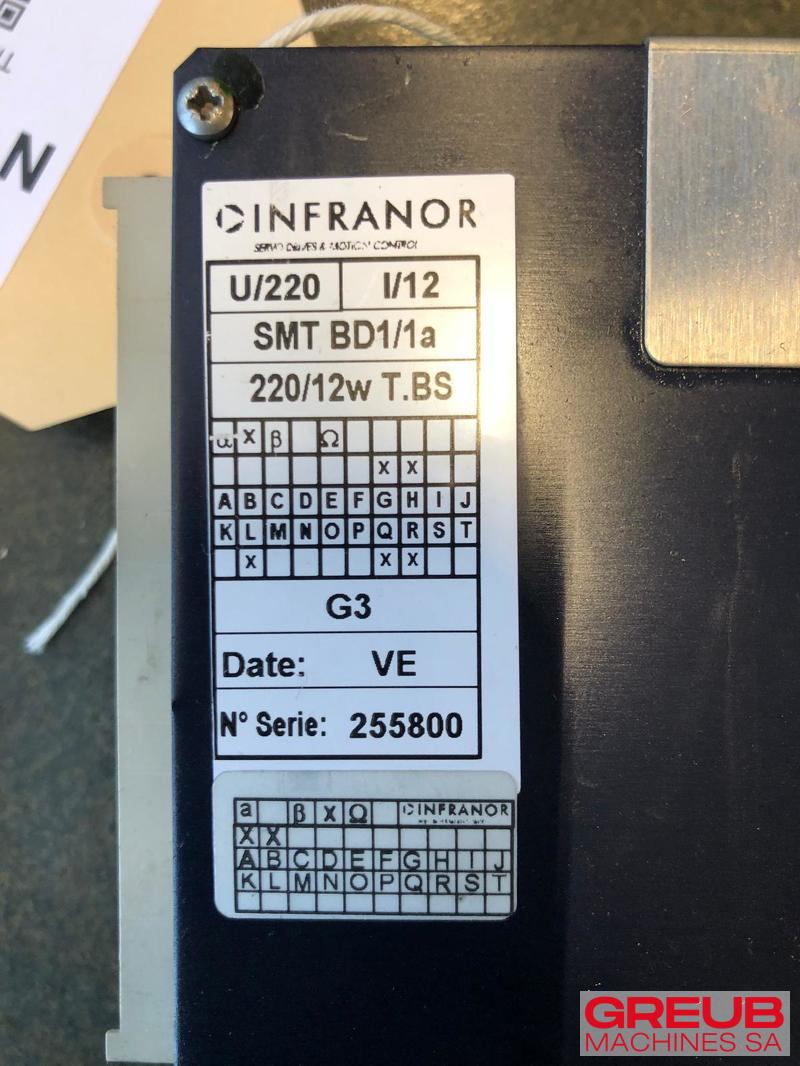 N
INFRANOR
SERVO DRIVES & MOTION CONTROL
U/220 I/12
SMT BD1/1a
220/12w T.BS
α X β Ω
X X
A B C D E F G H I J
K L M N O P Q R S T
X X X
G3
Date: VE
N° Serie: 255800
a β X Ω INFRANOR
X X
A B C D E F G H I J
K L M N O P Q R S T
GREUB
MACHINES SA